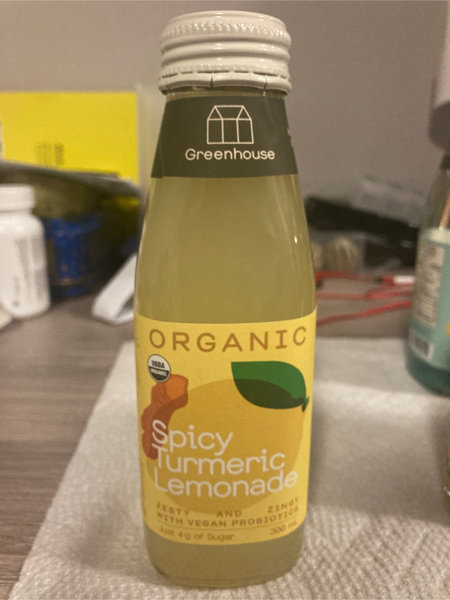 Greenhouse
ORGANIC
USDA
ORGANIC
Spicy
Turmeric
Lemonade
ZESTY AND ZINGY
WITH VEGAN PROBIOTICS
Just 4g of Sugar 300 mL